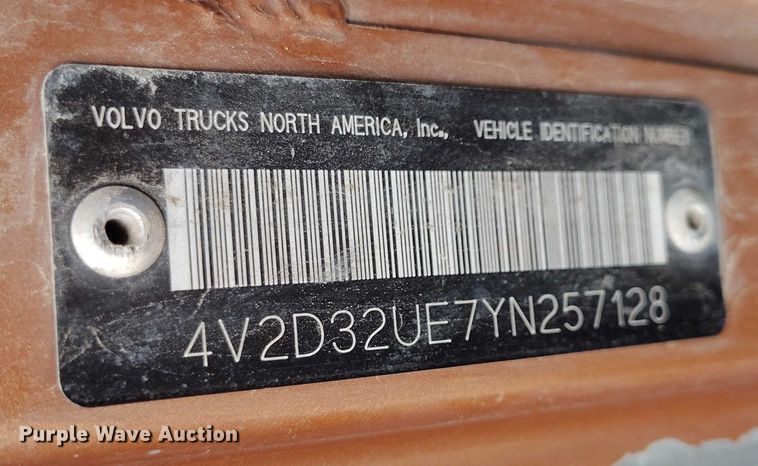 VOLVO TRUCKS NORTH AMERICA, Inc., VEHICLE IDENTIFICATION NUMBER
4V2D32UE7YN257128
Purple Wave Auction